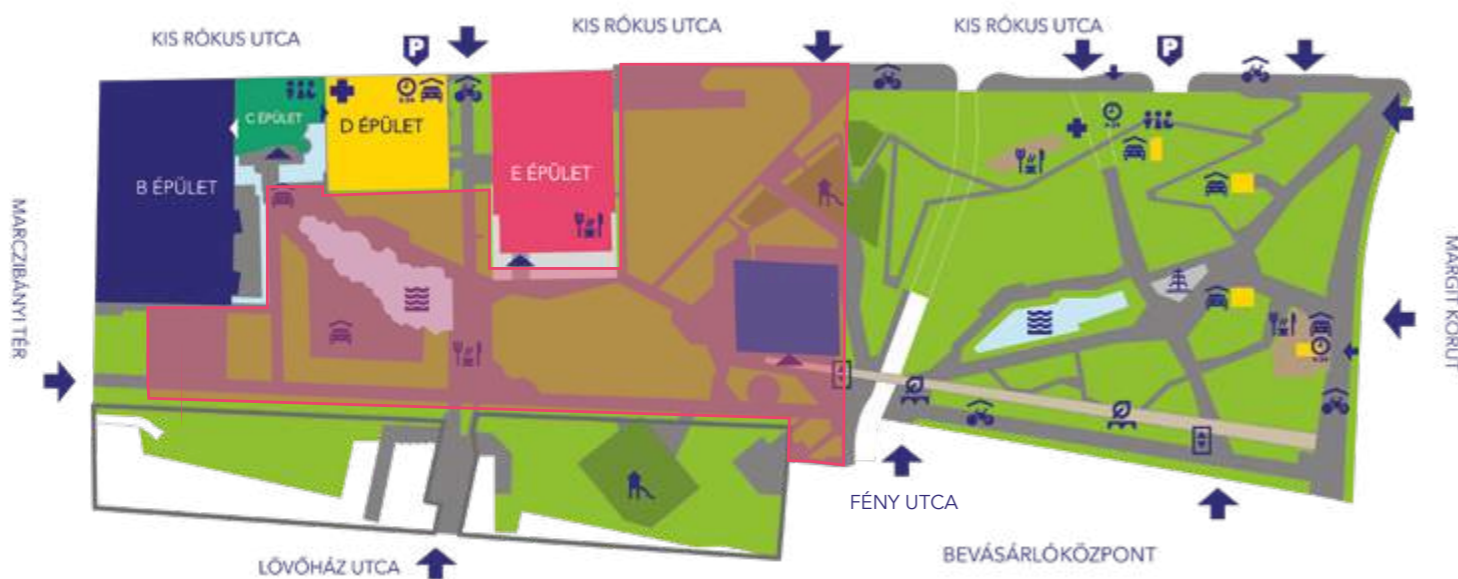 KIS RÓKUS UTCA
KIS RÓKUS UTCA
KIS RÓKUS UTCA
P
P
C ÉPÜLET
D ÉPÜLET
B ÉPÜLET
E ÉPÜLET
MARCZIBÁNYI TÉR
MARGIT KÖRÚT
FÉNY UTCA
BEVÁSÁRLÓKÖZPONT
LÖVŐHÁZ UTCA